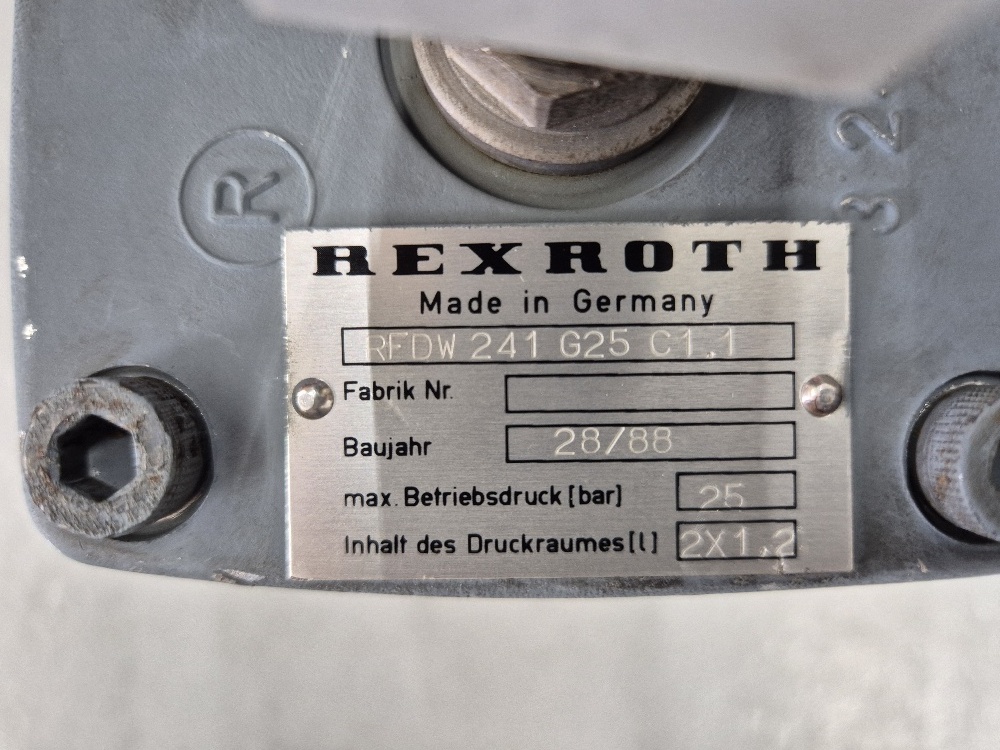 R
32
REXROTH
Made in Germany
RFDW 241 G25 C1.1
Fabrik Nr.
Baujahr 28/88
max. Betriebsdruck [bar] 25
Inhalt des Druckraumes [l] 2X1,2